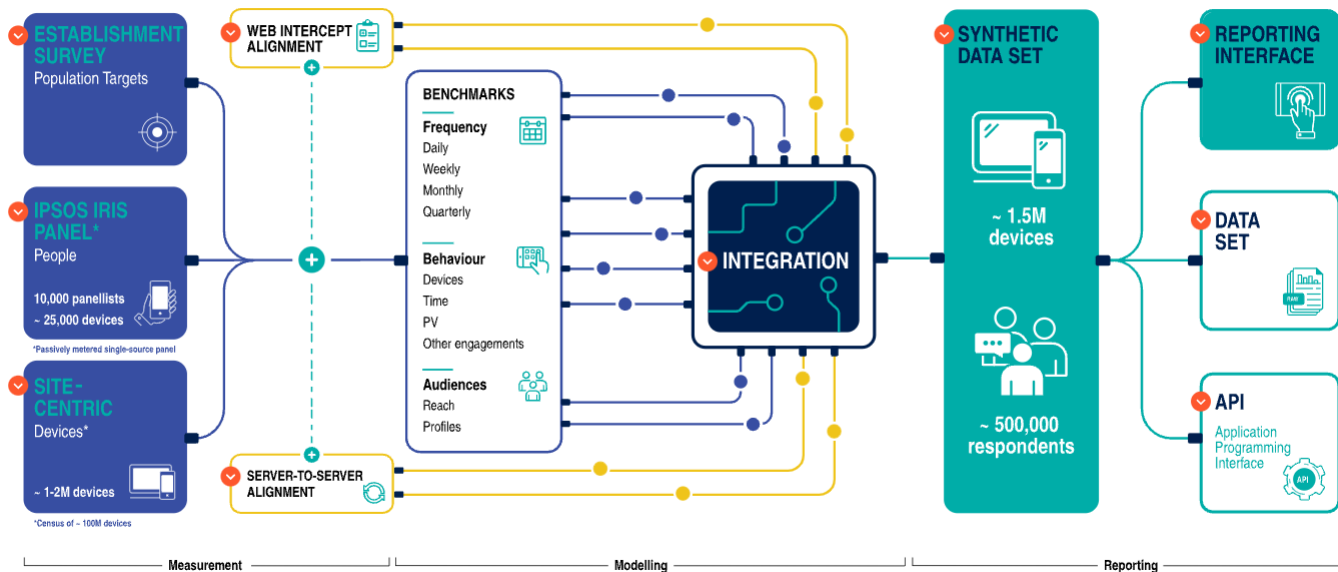 ESTABLISHMENT
SURVEY
Population Targets
IPSOS IRIS
PANEL*
People
10,000 panellists
~ 25,000 devices
*Passively metered single-source panel
SITE-
CENTRIC
Devices*
~ 1-2M devices
*Census of ~ 100M devices
WEB INTERCEPT
ALIGNMENT
SERVER-TO-SERVER
ALIGNMENT
BENCHMARKS
Frequency
Daily
Weekly
Monthly
Quarterly
Behaviour
Devices
Time
PV
Other engagements
Audiences
Reach
Profiles
INTEGRATION
SYNTHETIC
DATA SET
~ 1.5M
devices
~ 500,000
respondents
REPORTING
INTERFACE
DATA
SET
RAW
API
Application
Programming
Interface
API
Measurement
Modelling
Reporting